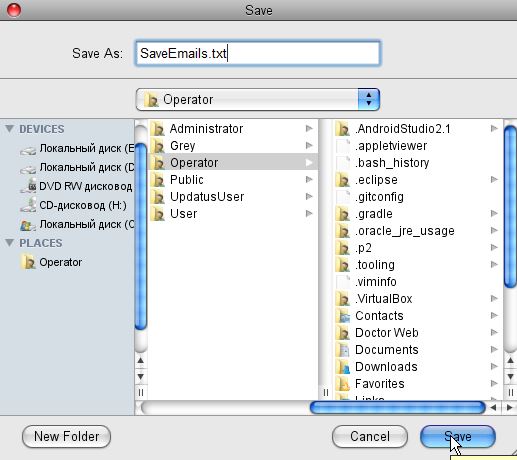 Save
Save As: SaveEmails.txt
Operator
DEVICES
Локальный диск (E
Локальный диск (D
DVD RW дисковод
CD-дисковод (H:)
Локальный диск (C
PLACES
Operator
Administrator
Grey
Operator
Public
UpdatusUser
User
.AndroidStudio2.1
.appletviewer
.bash_history
.eclipse
.gitconfig
.gradle
.oracle_jre_usage
.p2
.tooling
.viminfo
.VirtualBox
Contacts
Doctor Web
Documents
Downloads
Favorites
Links
New Folder
Cancel
Save